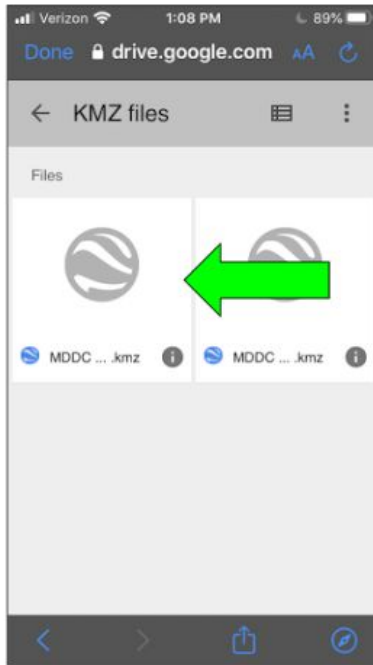 Verizon 1:08 PM 89%
Done drive.google.com AA
KMZ files
Files
MDDC ... .kmz
MDDC ... .kmz